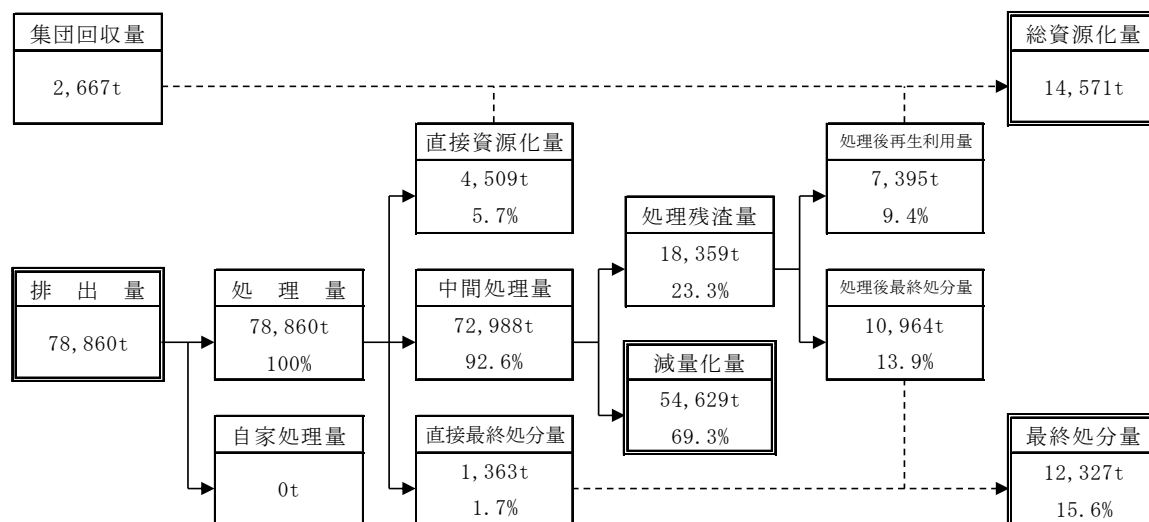 集団回収量
2,667t
総資源化量
14,571t
直接資源化量
4,509t
5.7%
処理後再生利用量
7,395t
9.4%
処理残渣量
18,359t
23.3%
排出量
78,860t
処理量
78,860t
100%
中間処理量
72,988t
92.6%
処理後最終処分量
10,964t
13.9%
減量化量
54,629t
69.3%
自家処理量
0t
直接最終処分量
1,363t
1.7%
最終処分量
12,327t
15.6%